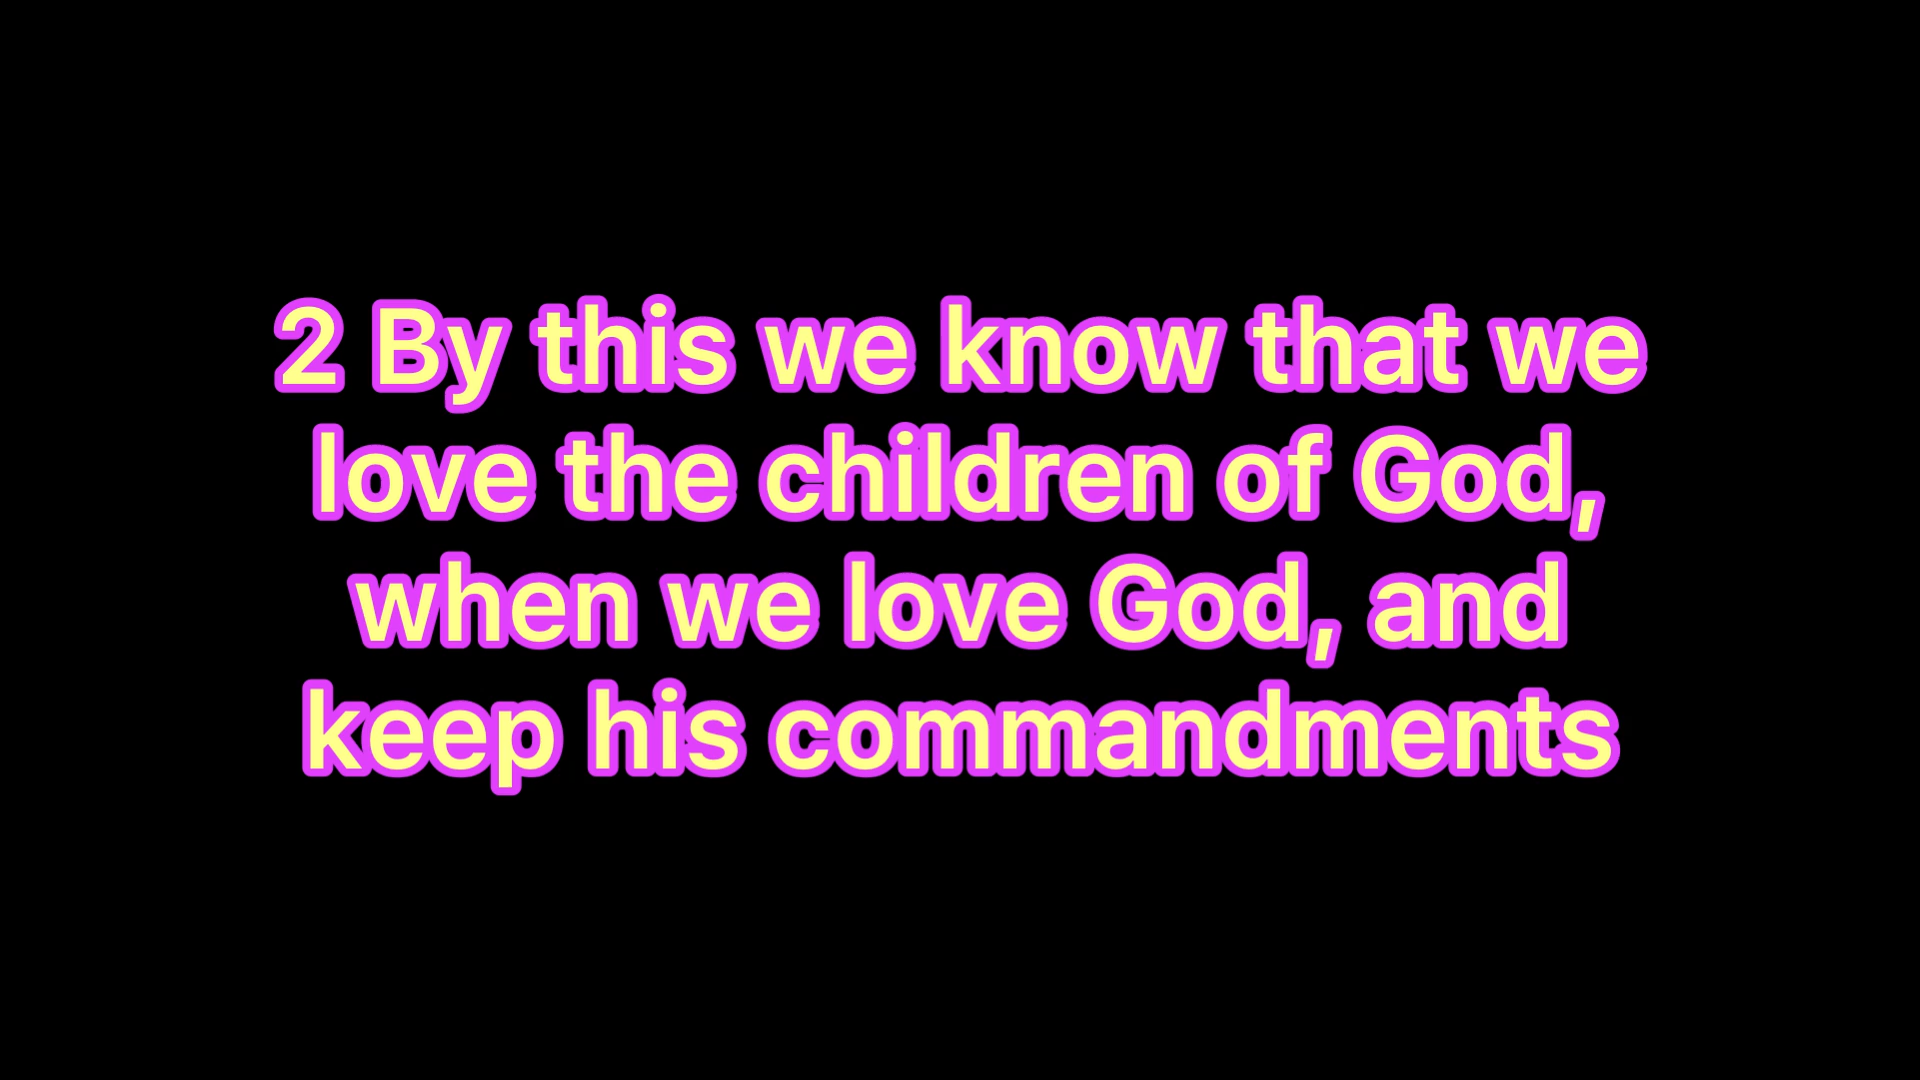 2 By this we know that we
love the children of God,
when we love God, and
keep his commandments